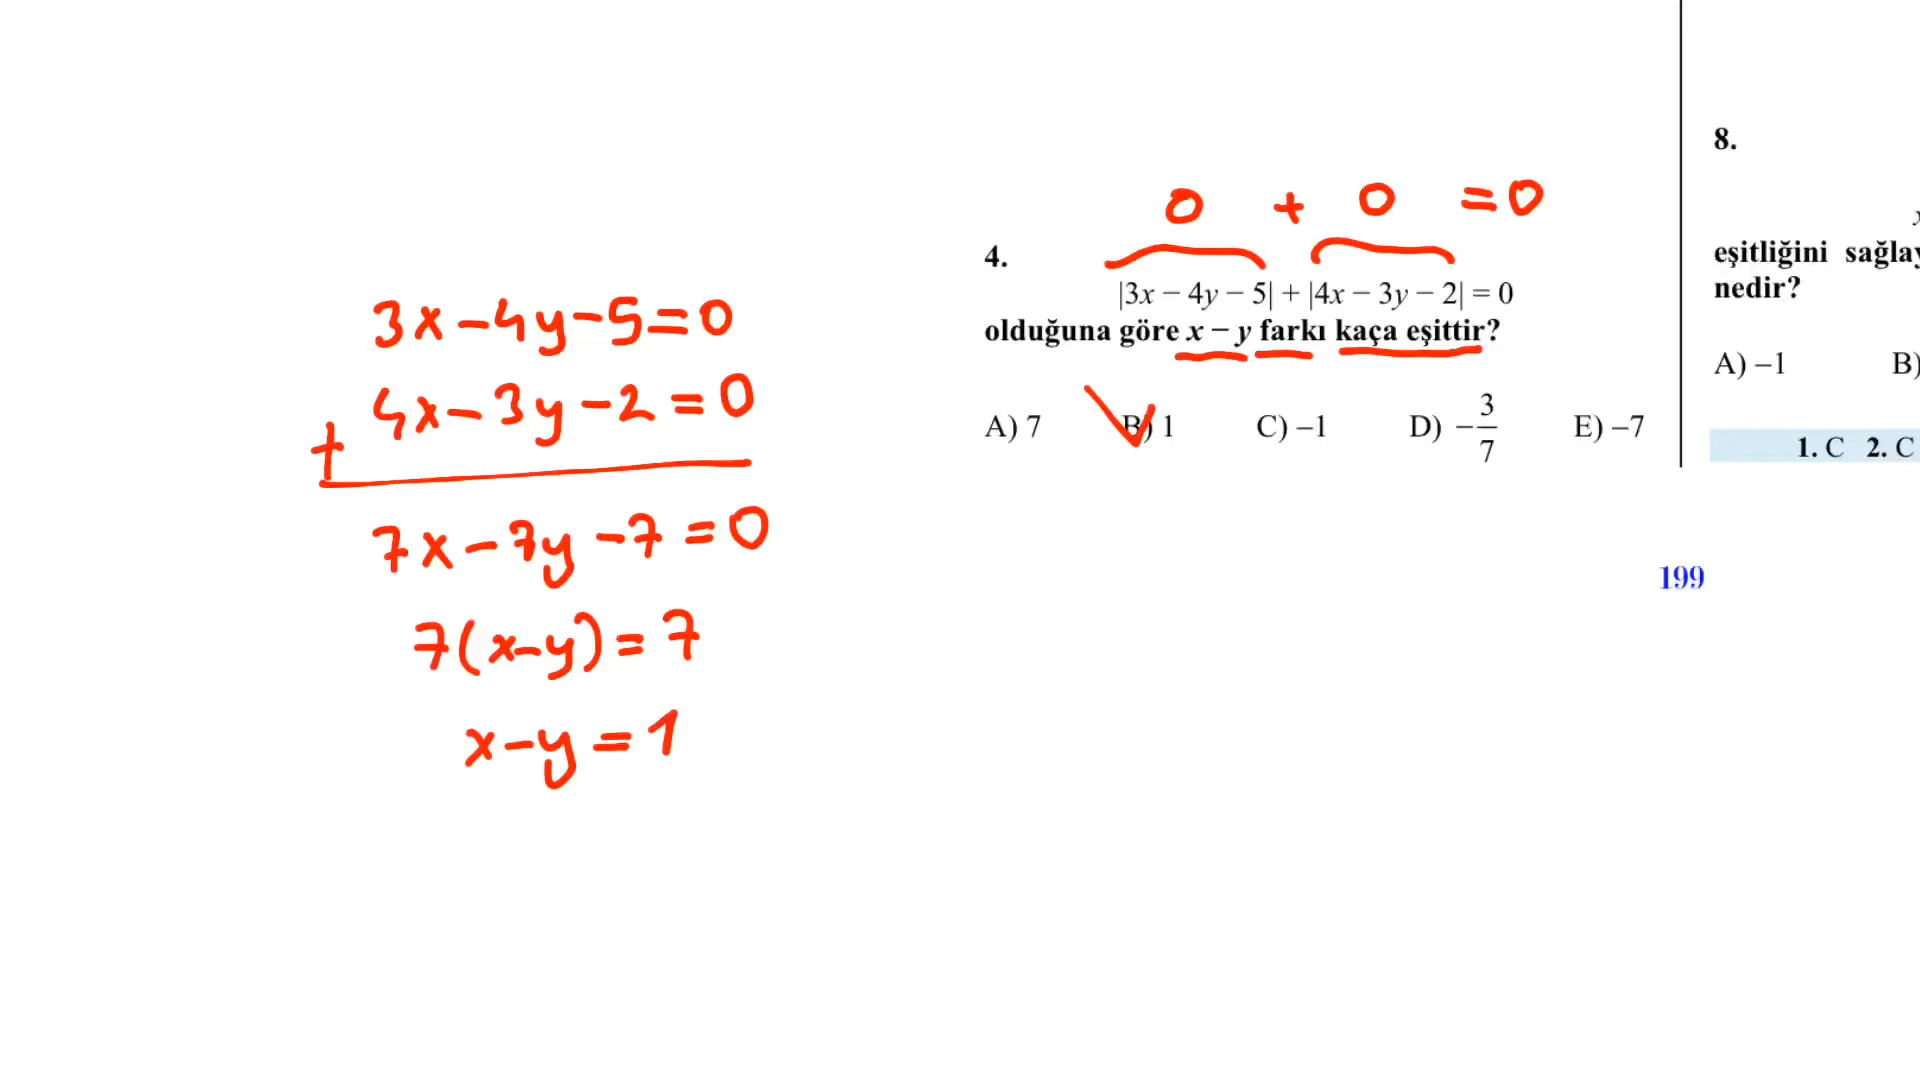 3x-4y-5=0
4x-3y-2=0
+
7x-7y-7=0
7(x-y)=7
x-y=1
0 + 0 =0
4.
|3x − 4y − 5| + |4x − 3y − 2| = 0
olduğuna göre x − y farkı kaça eşittir?
A) 7 B) 1 C) –1 D) −3/7 E) –7
199
8.
eşitliğini
nedir?
A) –1 B)
1. C 2. C